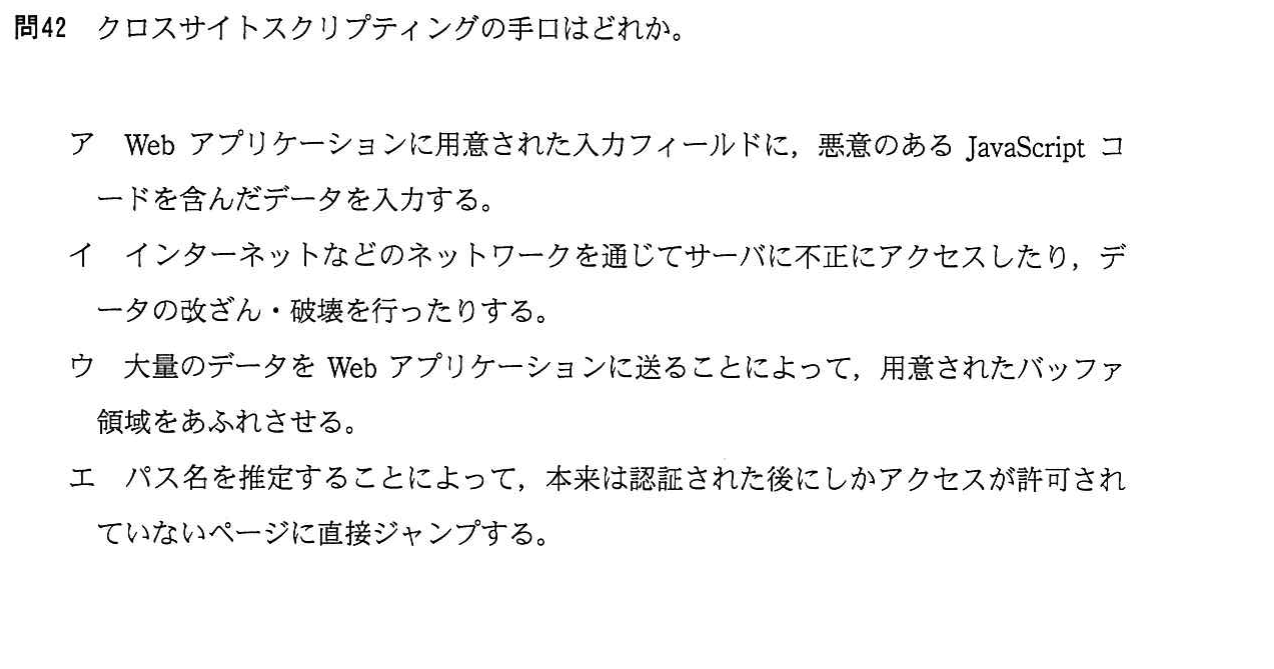 問42 クロスサイトスクリプティングの手口はどれか。
ア Web アプリケーションに用意された入力フィールドに，悪意のある JavaScript コ
ードを含んだデータを入力する。
イ インターネットなどのネットワークを通じてサーバに不正にアクセスしたり，デ
ータの改ざん・破壊を行ったりする。
ウ 大量のデータを Web アプリケーションに送ることによって，用意されたバッファ
領域をあふれさせる。
エ パス名を推定することによって，本来は認証された後にしかアクセスが許可され
ていないページに直接ジャンプする。